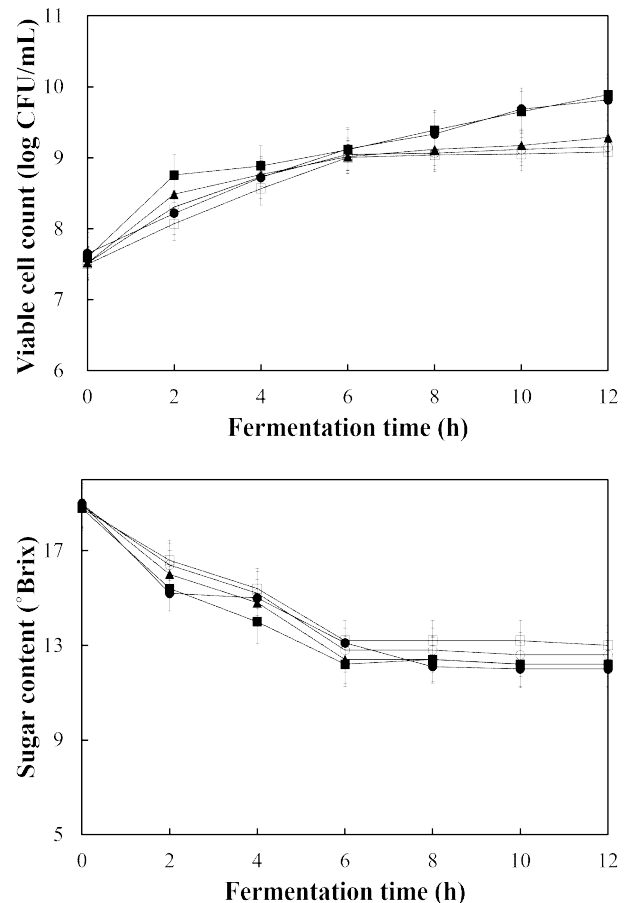 11
10
9
8
7
6
Viable cell count (log CFU/mL)
0 2 4 6 8 10 12
Fermentation time (h)
17
13
9
5
Sugar content (°Brix)
0 2 4 6 8 10 12
Fermentation time (h)